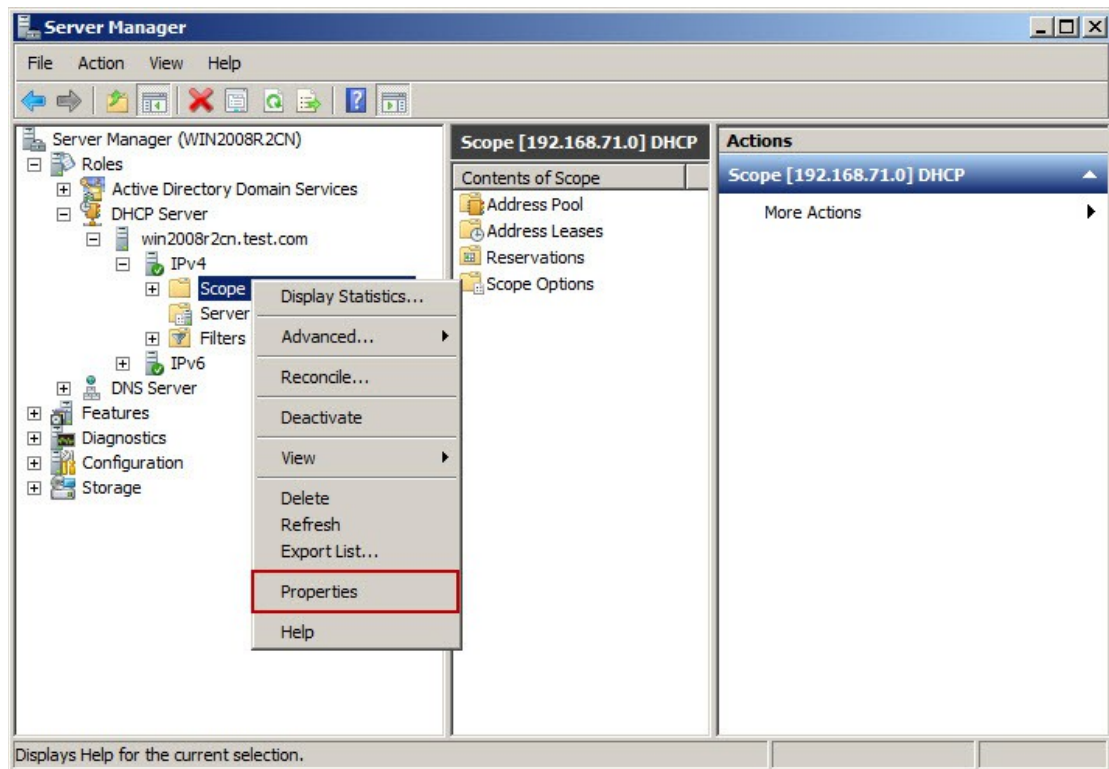 Server Manager
File Action View Help
Server Manager (WIN2008R2CN)
Roles
Active Directory Domain Services
DHCP Server
win2008r2cn.test.com
IPv4
Scope
Server
Filters
IPv6
DNS Server
Features
Diagnostics
Configuration
Storage
Display Statistics...
Advanced...
Reconcile...
Deactivate
View
Delete
Refresh
Export List...
Properties
Help
Scope [192.168.71.0] DHCP
Contents of Scope
Address Pool
Address Leases
Reservations
Scope Options
Actions
Scope [192.168.71.0] DHCP
More Actions
Displays Help for the current selection.